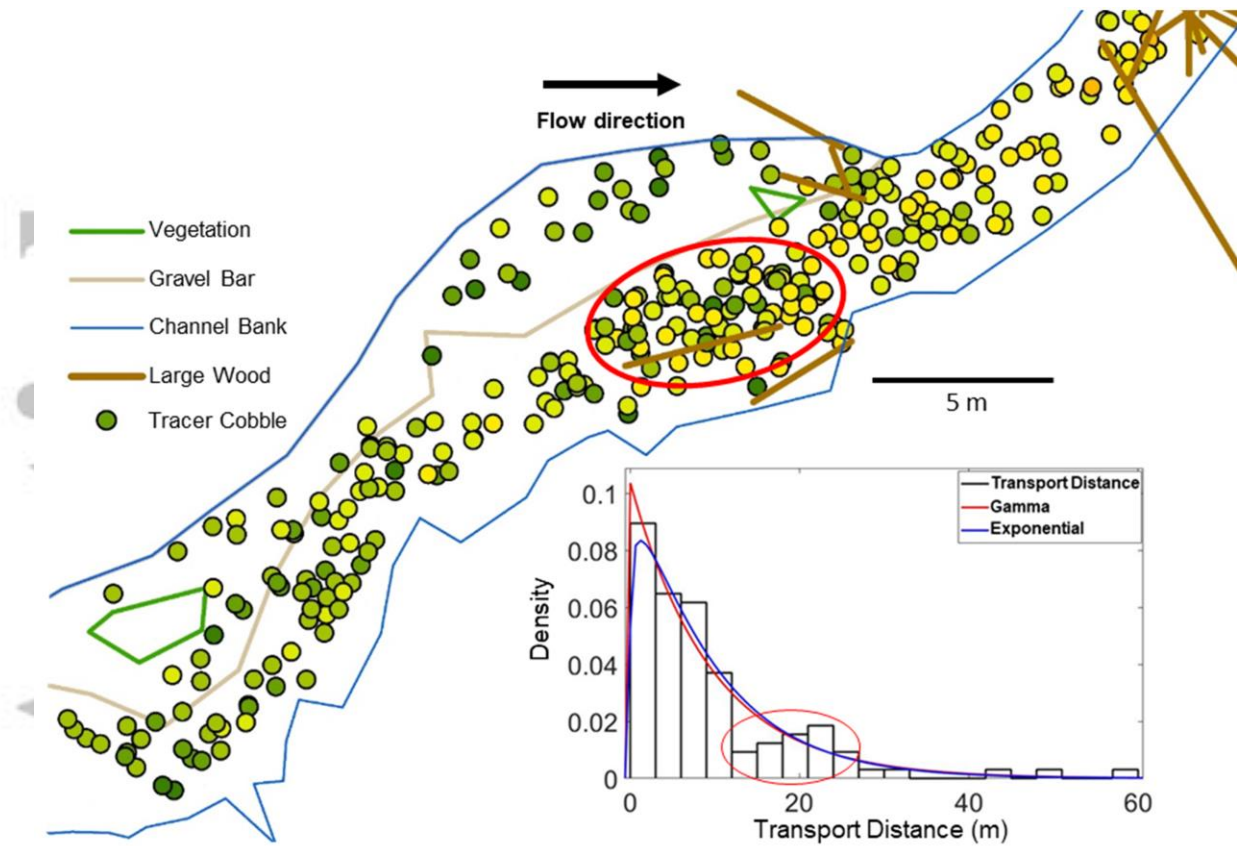 Flow direction
Vegetation
Gravel Bar
Channel Bank
Large Wood
Tracer Cobble
5 m
Transport Distance
Gamma
Exponential
0.1
0.08
0.06
0.04
0.02
0
Density
0 20 40 60
Transport Distance (m)